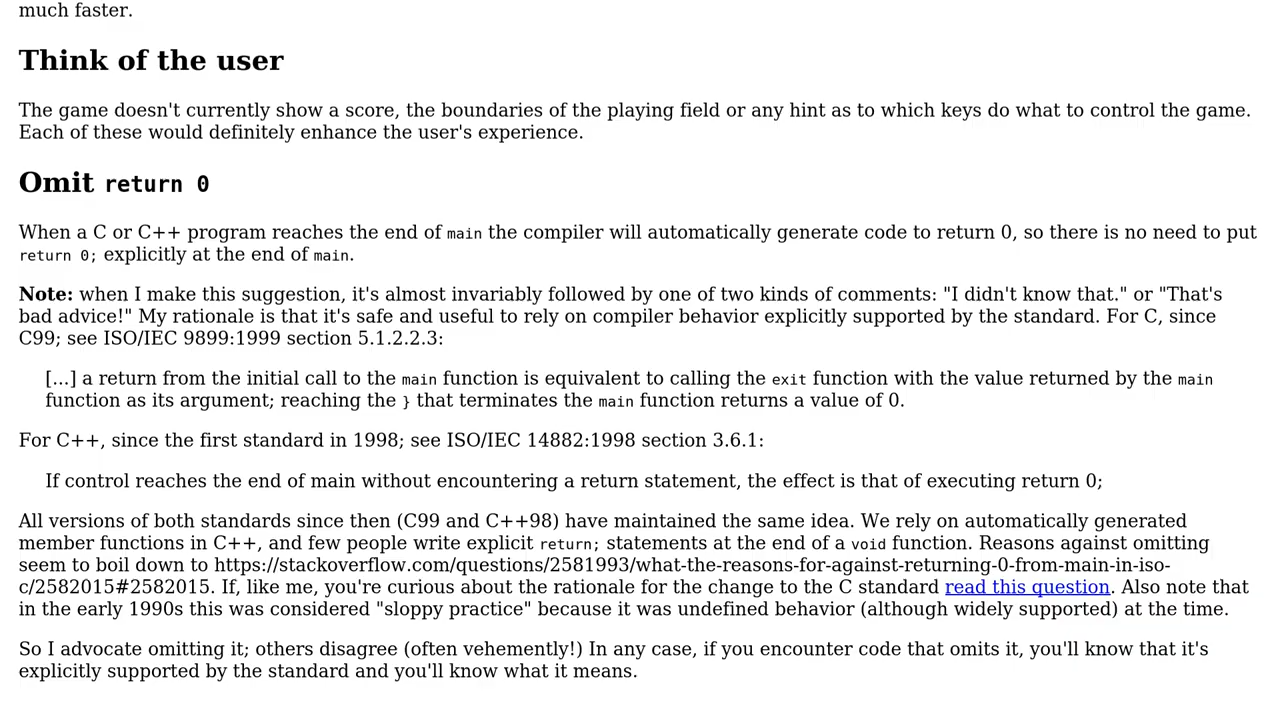 much faster.
Think of the user
The game doesn't currently show a score, the boundaries of the playing field or any hint as to which keys do what to control the game.
Each of these would definitely enhance the user's experience.
Omit return 0
When a C or C++ program reaches the end of main the compiler will automatically generate code to return 0, so there is no need to put
return 0; explicitly at the end of main.
Note: when I make this suggestion, it's almost invariably followed by one of two kinds of comments: "I didn't know that." or "That's
bad advice!" My rationale is that it's safe and useful to rely on compiler behavior explicitly supported by the standard. For C, since
C99; see ISO/IEC 9899:1999 section 5.1.2.2.3:
[...] a return from the initial call to the main function is equivalent to calling the exit function with the value returned by the main
function as its argument; reaching the } that terminates the main function returns a value of 0.
For C++, since the first standard in 1998; see ISO/IEC 14882:1998 section 3.6.1:
If control reaches the end of main without encountering a return statement, the effect is that of executing return 0;
All versions of both standards since then (C99 and C++98) have maintained the same idea. We rely on automatically generated
member functions in C++, and few people write explicit return; statements at the end of a void function. Reasons against omitting
seem to boil down to https://stackoverflow.com/questions/2581993/what-the-reasons-for-against-returning-0-from-main-in-iso-
c/2582015#2582015. If, like me, you're curious about the rationale for the change to the C standard read this question. Also note that
in the early 1990s this was considered "sloppy practice" because it was undefined behavior (although widely supported) at the time.
So I advocate omitting it; others disagree (often vehemently!) In any case, if you encounter code that omits it, you'll know that it's
explicitly supported by the standard and you'll know what it means.